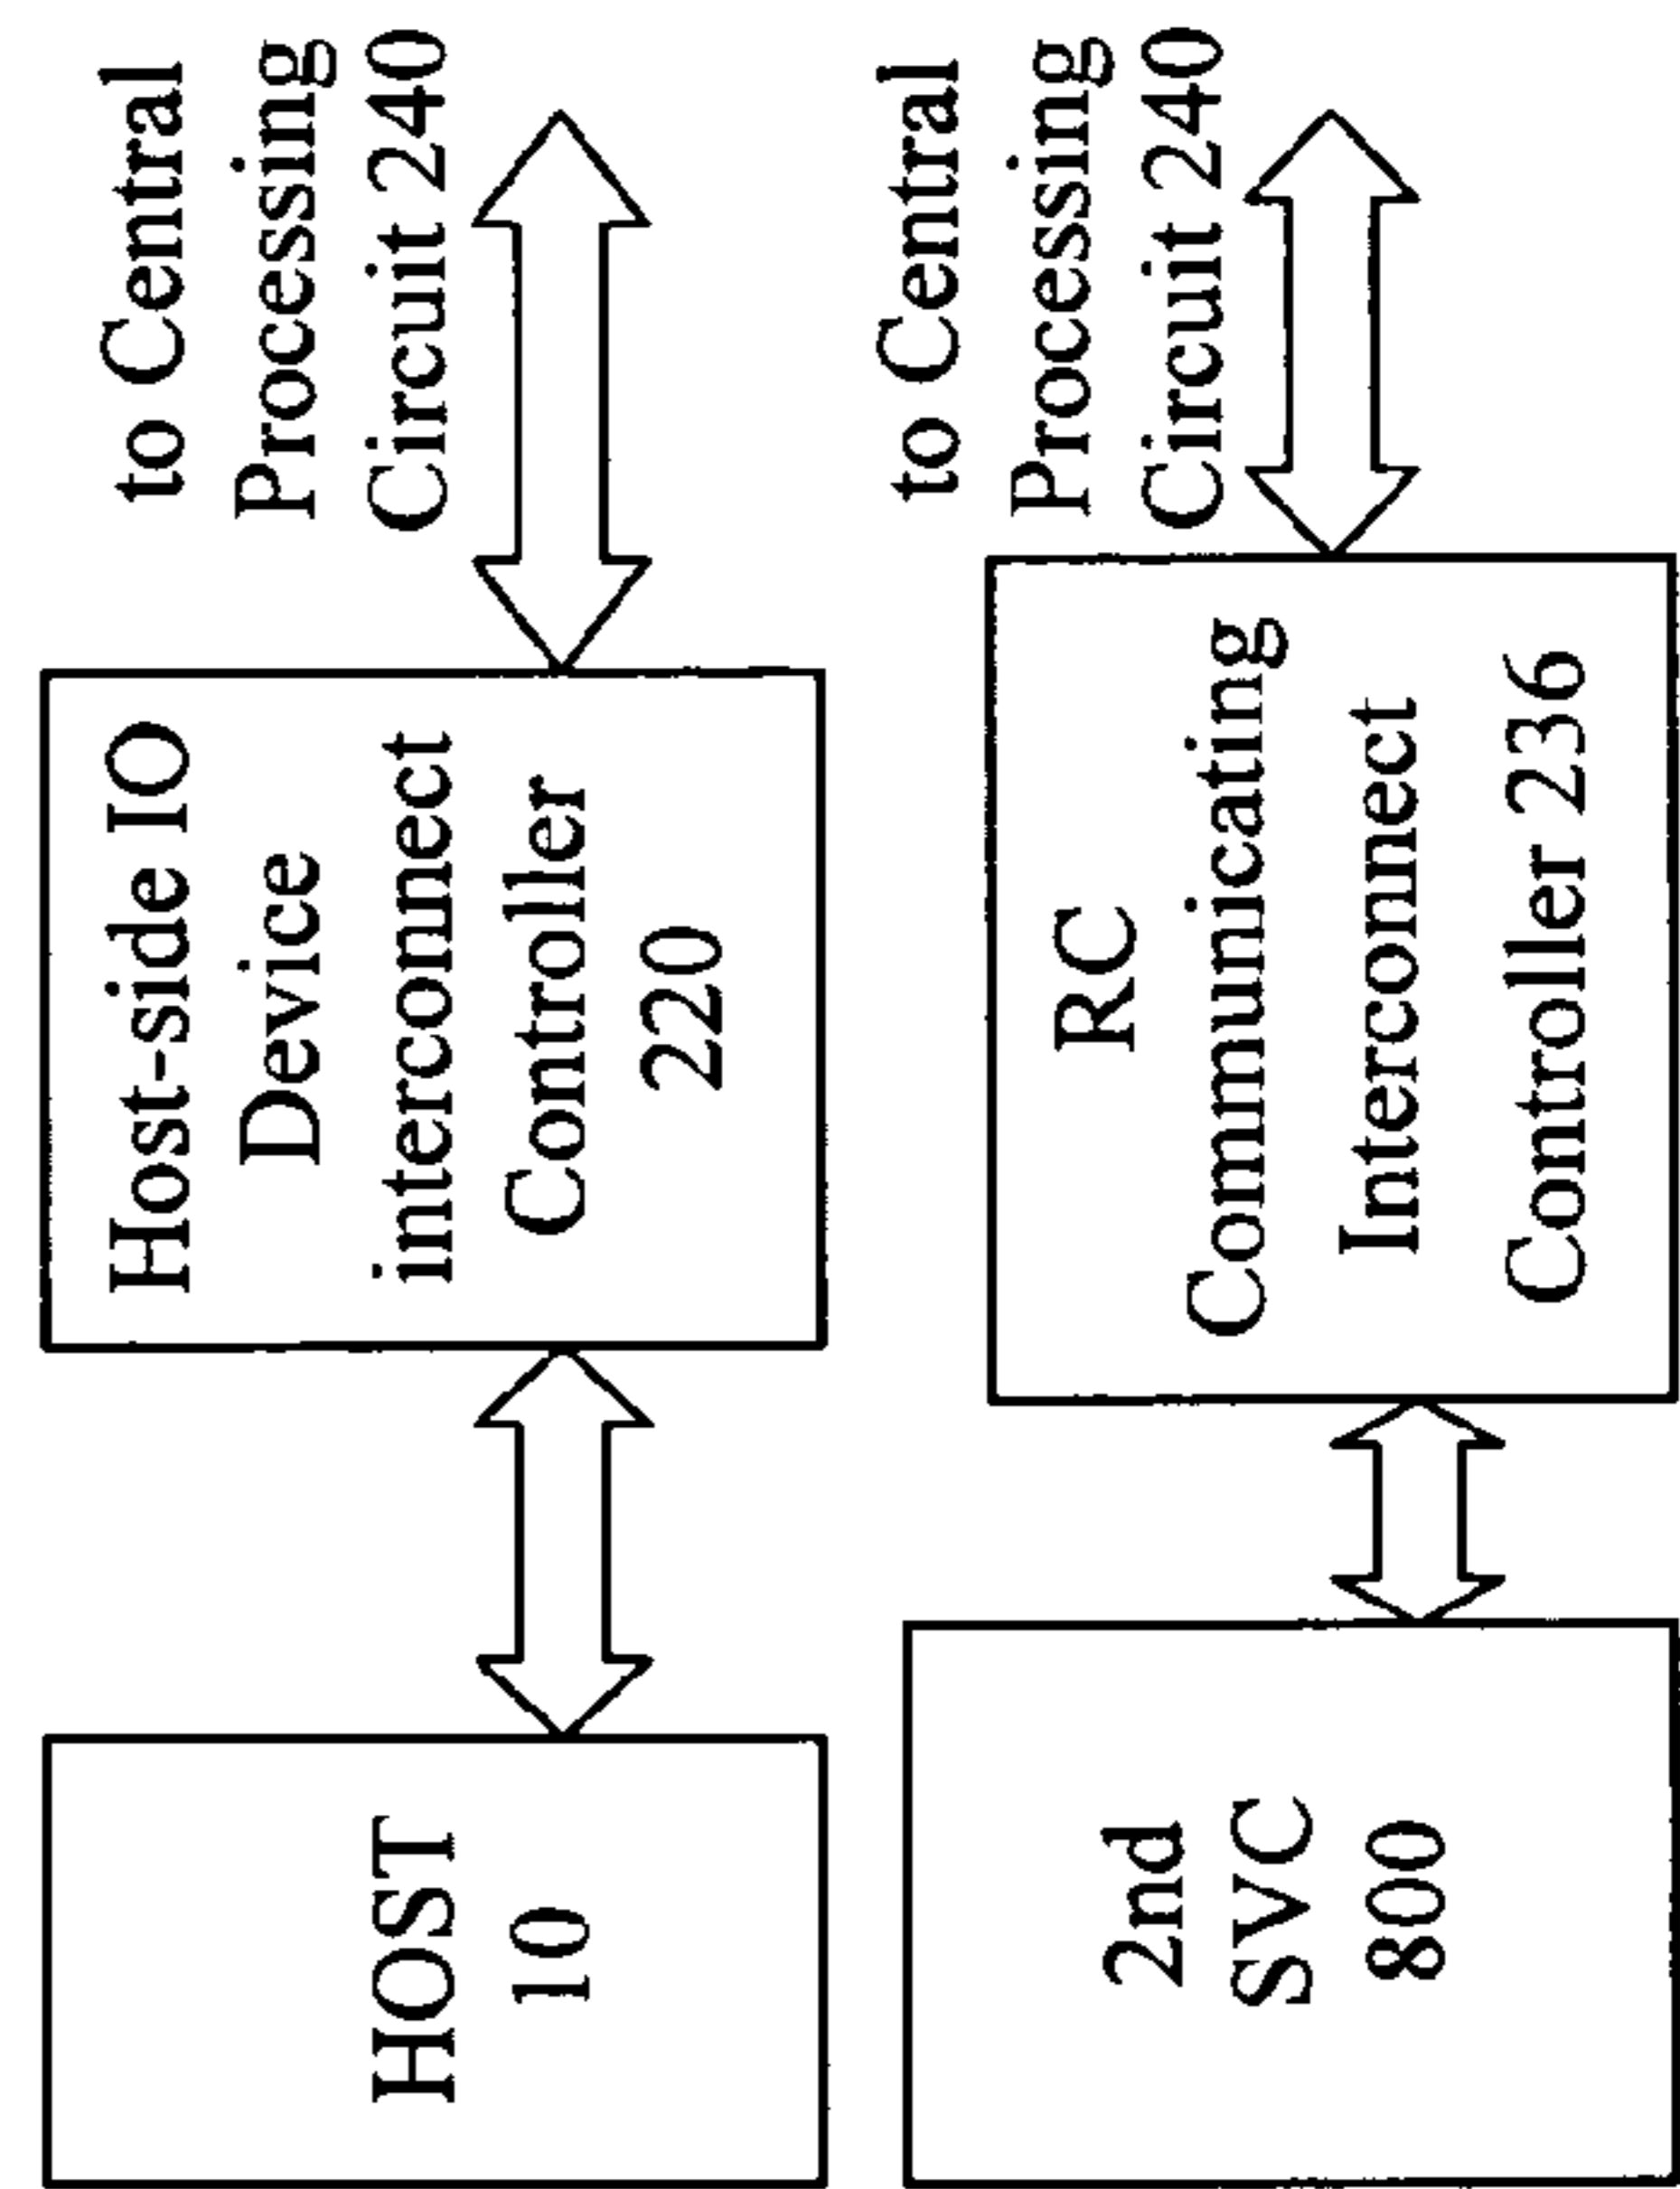 HOST
10
Host-side IO
Device
interconnect
Controller
220
to Central
Processing
Circuit 240
2nd
SVC
800
RC
Communicating
Interconnect
Controller 236
to Central
Processing
Circuit 240